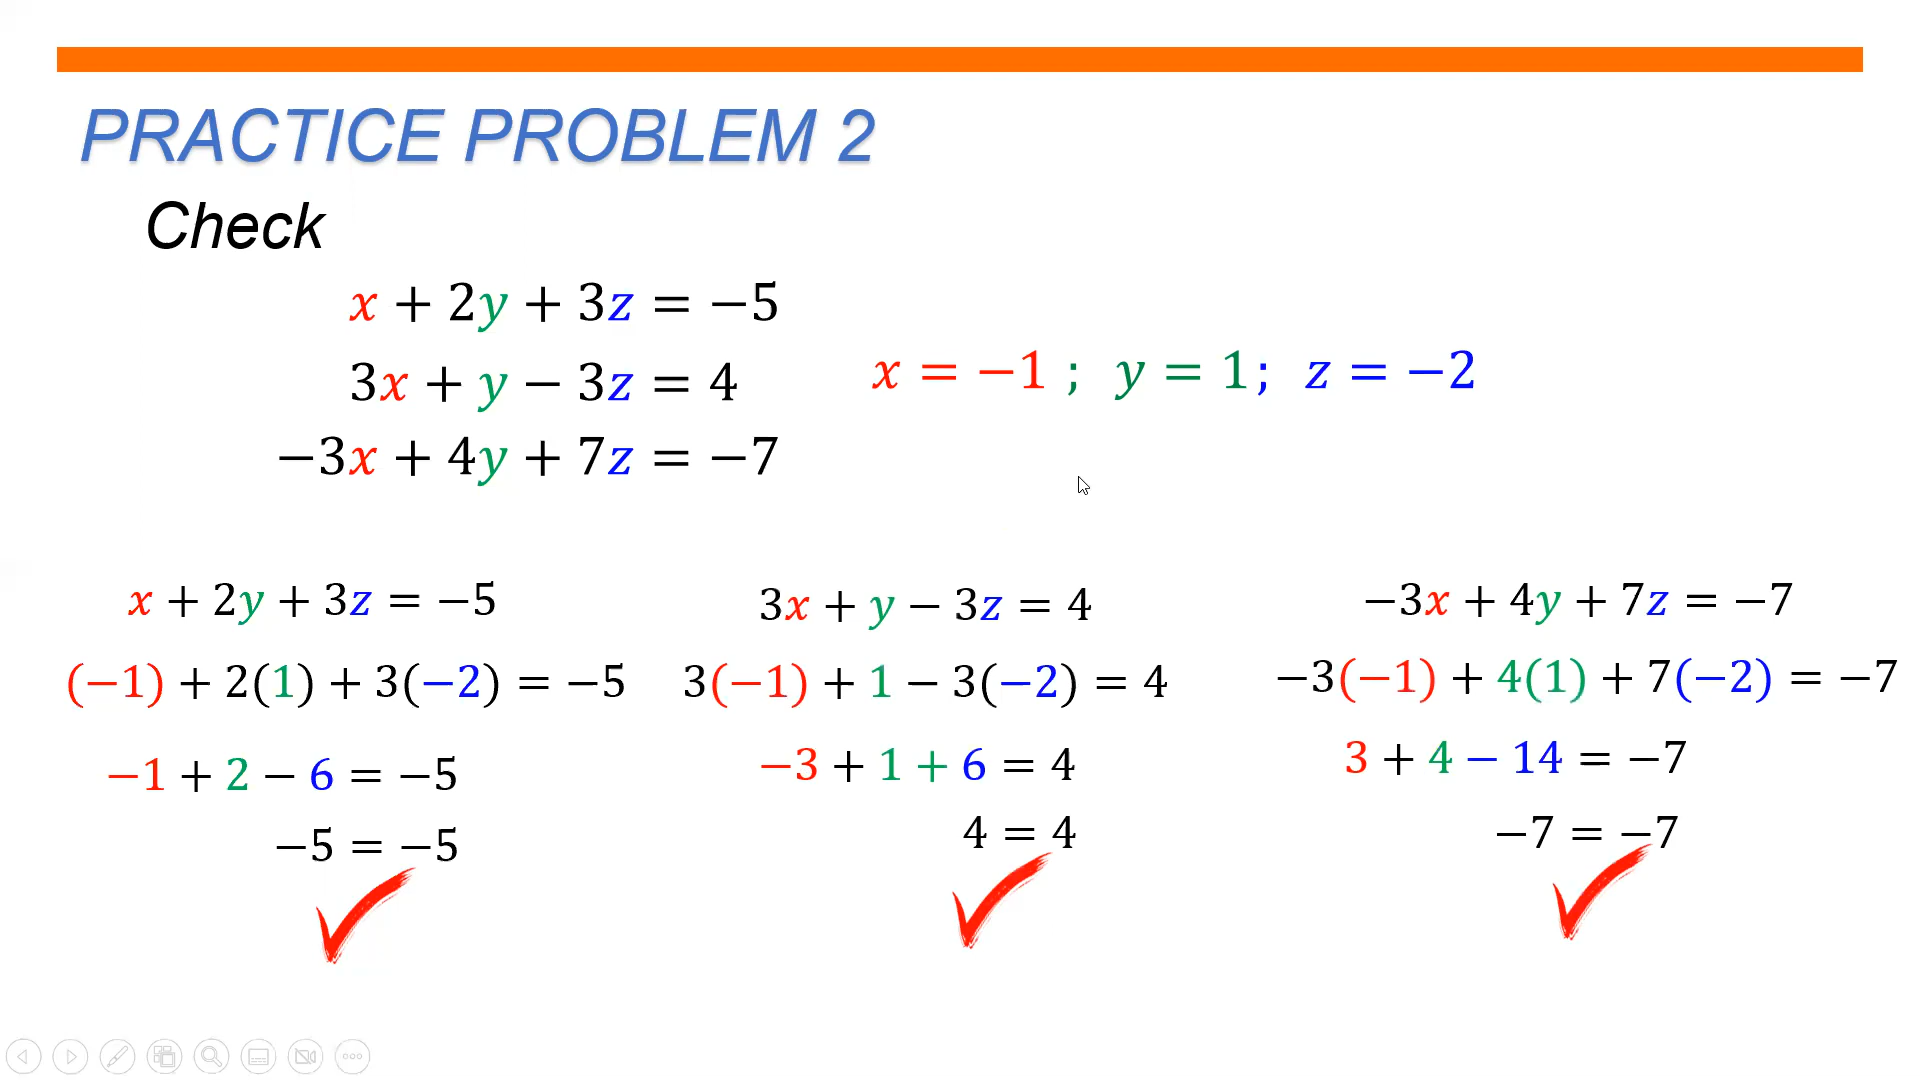 PRACTICE PROBLEM 2
Check
x + 2y + 3z = −5
3x + y − 3z = 4
−3x + 4y + 7z = −7
x = −1 ; y = 1; z = −2
x + 2y + 3z = −5
(−1) + 2(1) + 3(−2) = −5
−1 + 2 − 6 = −5
−5 = −5
3x + y − 3z = 4
3(−1) + 1 − 3(−2) = 4
−3 + 1 + 6 = 4
4 = 4
−3x + 4y + 7z = −7
−3(−1) + 4(1) + 7(−2) = −7
3 + 4 − 14 = −7
−7 = −7